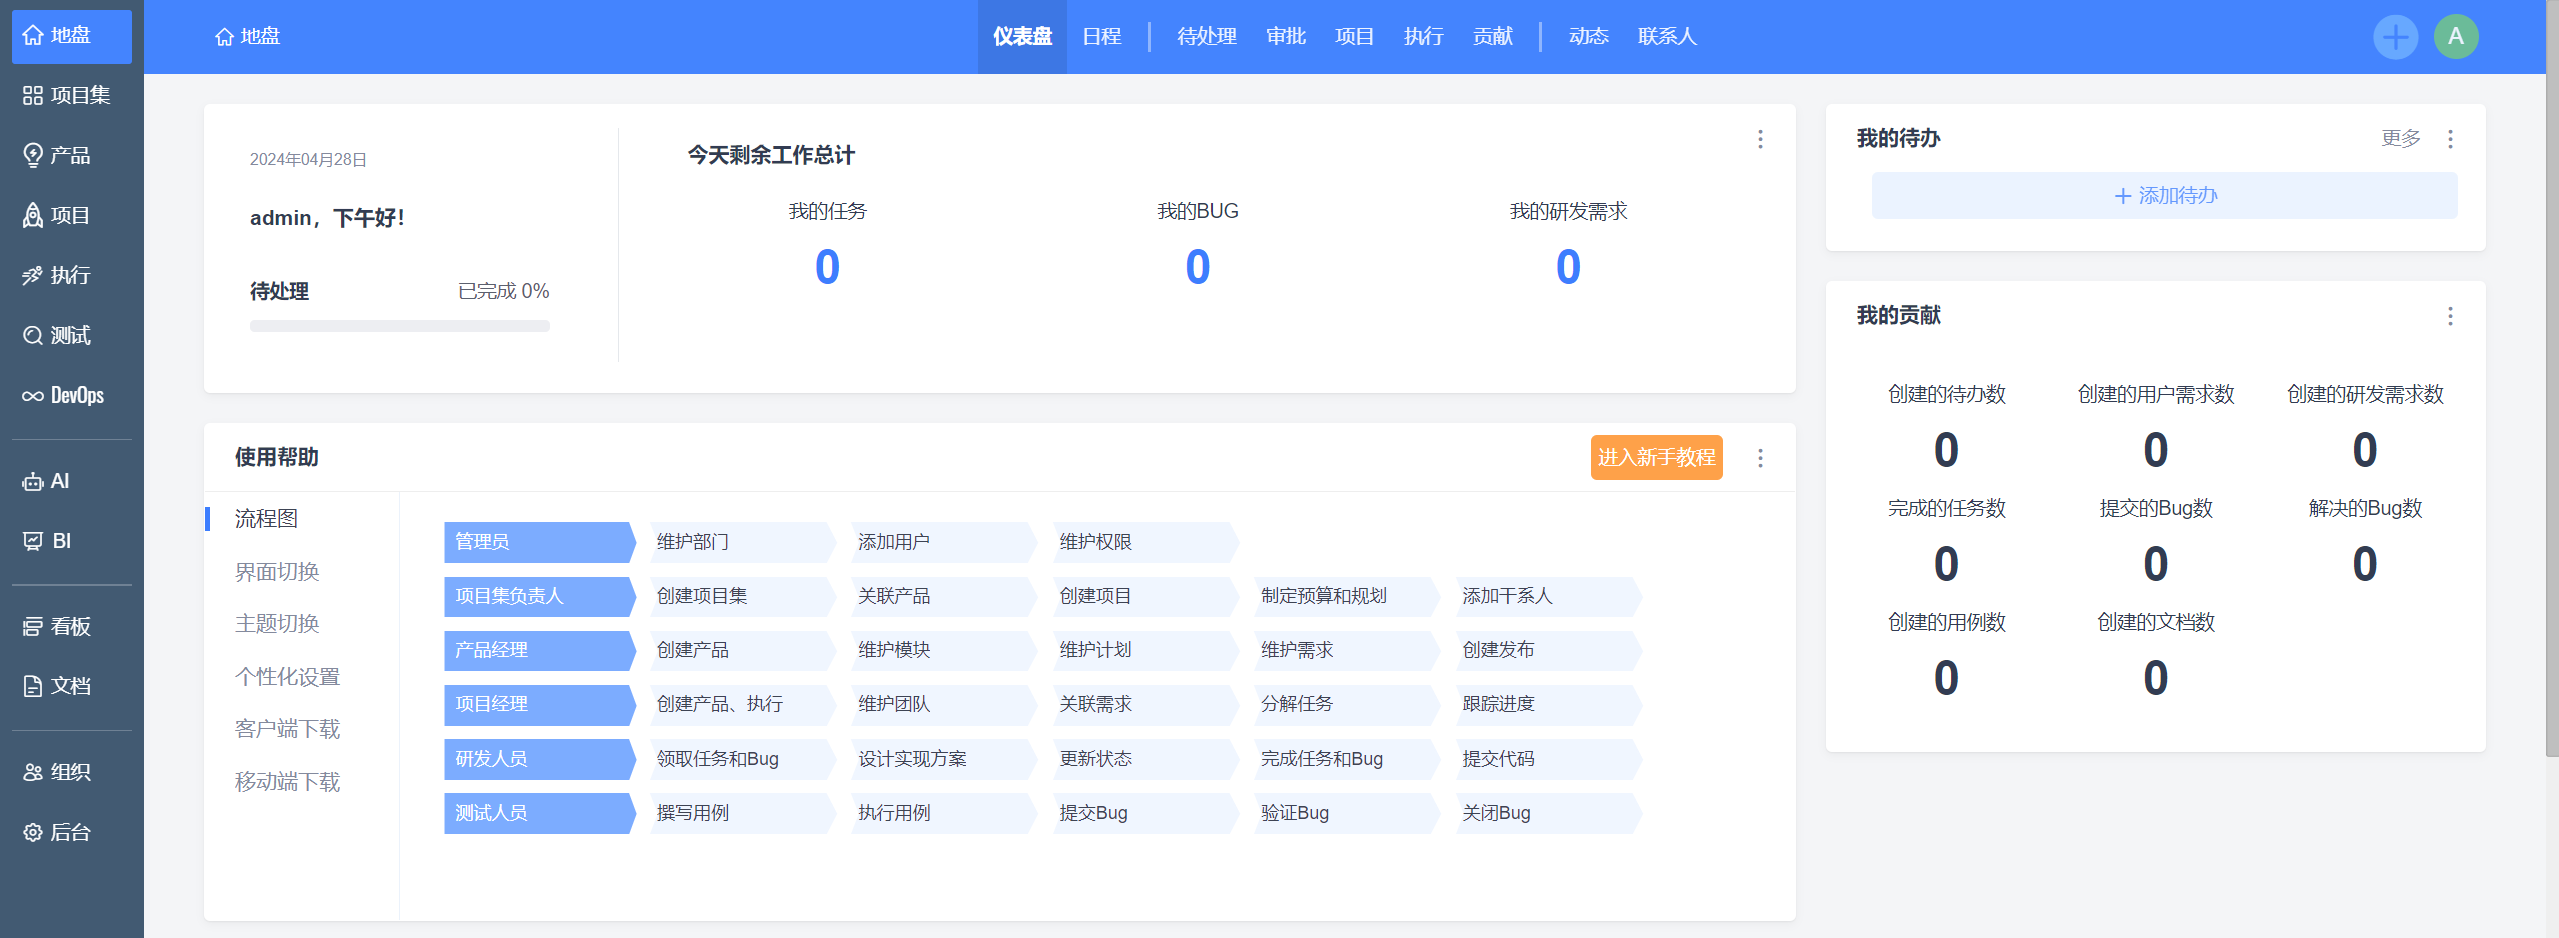 地盘
项目集
产品
项目
执行
测试
DevOps
AI
BI
看板
文档
组织
后台
地盘
仪表盘 日程 待处理 审批 项目 执行 贡献 动态 联系人
A
2024年04月28日
admin，下午好！
待处理 已完成 0%
今天剩余工作总计
我的任务 我的BUG 我的研发需求
0 0 0
使用帮助 进入新手教程
流程图
界面切换
主题切换
个性化设置
客户端下载
移动端下载
管理员 维护部门 添加用户 维护权限
项目集负责人 创建项目集 关联产品 创建项目 制定预算和规划 添加干系人
产品经理 创建产品 维护模块 维护计划 维护需求 创建发布
项目经理 创建产品、执行 维护团队 关联需求 分解任务 跟踪进度
研发人员 领取任务和Bug 设计实现方案 更新状态 完成任务和Bug 提交代码
测试人员 撰写用例 执行用例 提交Bug 验证Bug 关闭Bug
我的待办 更多
添加待办
我的贡献
创建的待办数 创建的用户需求数 创建的研发需求数
0 0 0
完成的任务数 提交的Bug数 解决的Bug数
0 0 0
创建的用例数 创建的文档数
0 0